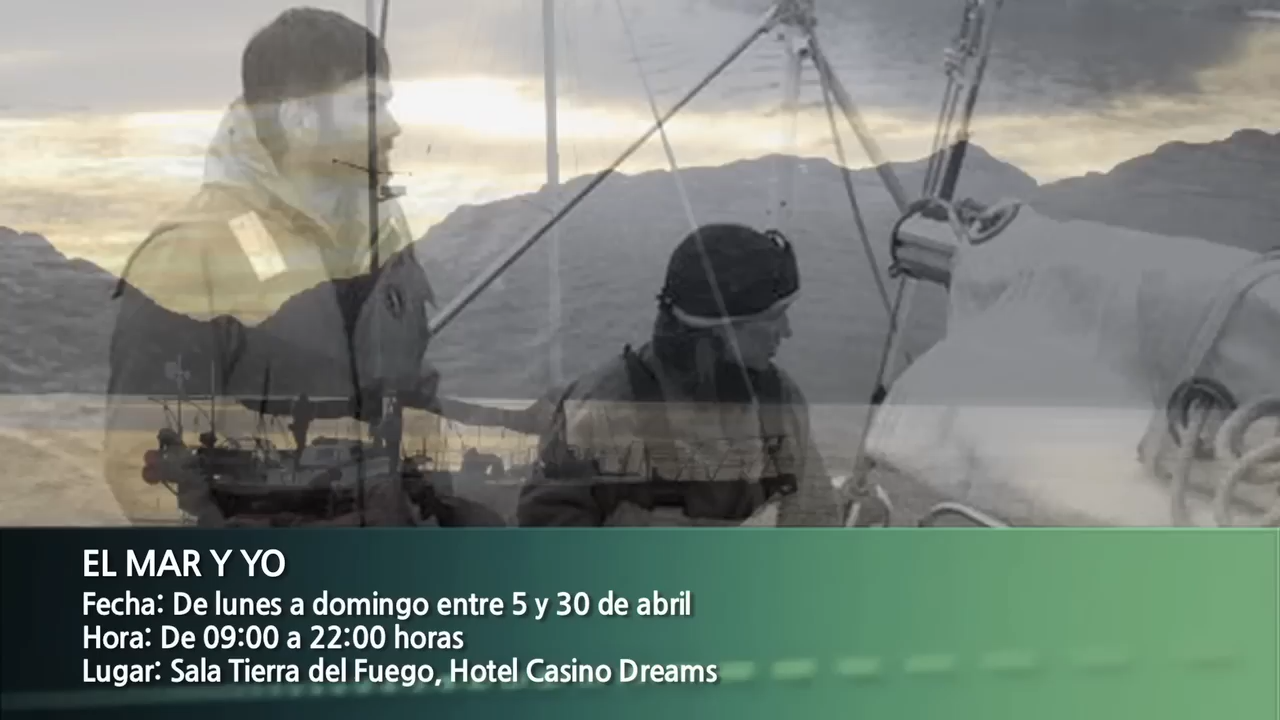 EL MAR Y YO
Fecha: De lunes a domingo entre 5 y 30 de abril
Hora: De 09:00 a 22:00 horas
Lugar: Sala Tierra del Fuego, Hotel Casino Dreams